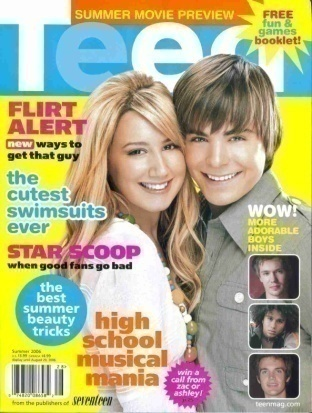 SUMMER MOVIE PREVIEW
FREE
fun &
games
booklet!
Teen
FLIRT
ALERT
new ways to
get that guy
the
cutest
swimsuits
ever
STAR SCOOP
when good fans go bad
the
best
summer
beauty
tricks
high
school
musical
mania
win a
call from
zac or
ashley!
WOW!
MORE
ADORABLE
BOYS
INSIDE
Summer 2006
from the publishers of seventeen
teenmag.com